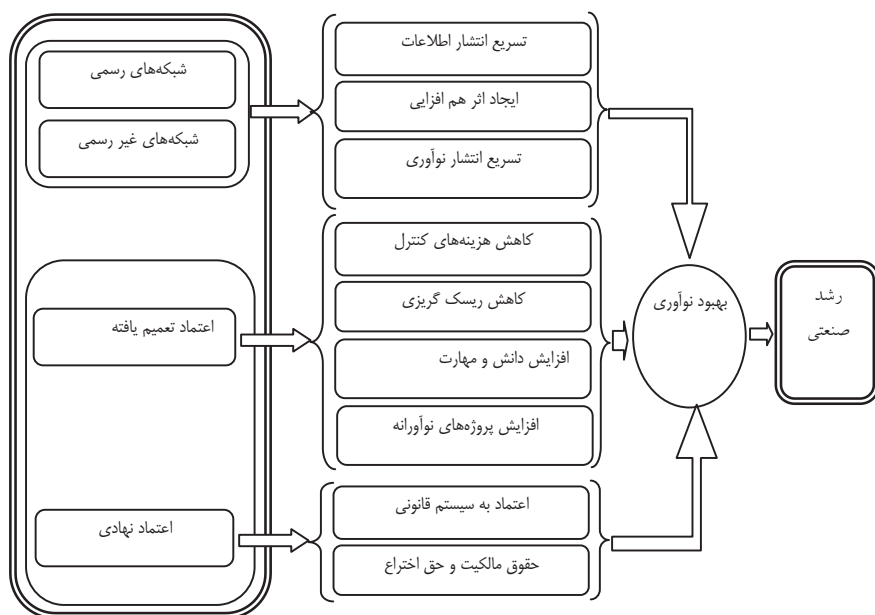 شبکه‌های رسمی
شبکه‌های غیر رسمی
اعتماد تعمیم یافته
اعتماد نهادی
تسریع انتشار اطلاعات
ایجاد اثر هم افزایی
تسریع انتشار نوآوری
کاهش هزینه‌های کنترل
کاهش ریسک گریزی
افزایش دانش و مهارت
افزایش پروژه‌های نوآورانه
اعتماد به سیستم قانونی
حقوق مالکیت و حق اختراع
بهبود نوآوری
رشد
صنعتی